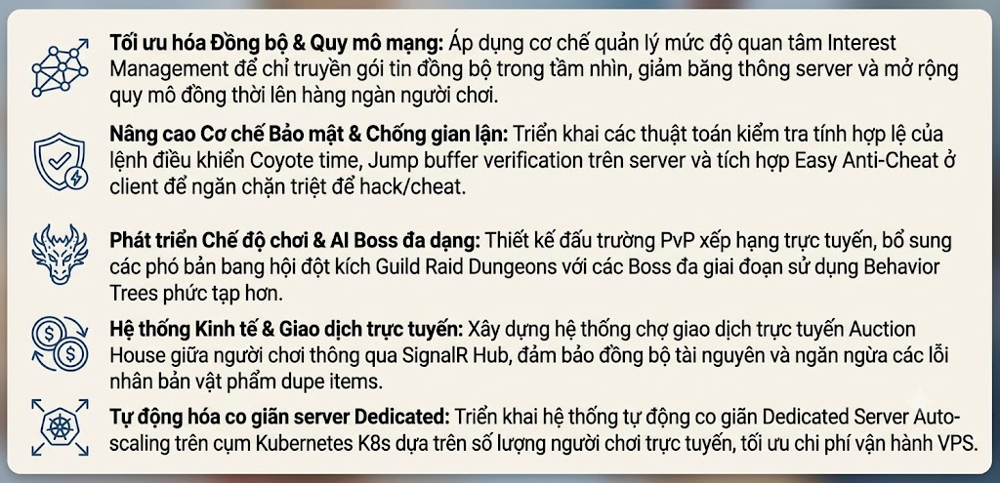 Tối ưu hóa Đồng bộ & Quy mô mạng: Áp dụng cơ chế quản lý mức độ quan tâm Interest
Management để chỉ truyền gói tin đồng bộ trong tầm nhìn, giảm băng thông server và mở rộng
quy mô đồng thời lên hàng ngàn người chơi.
Nâng cao Cơ chế Bảo mật & Chống gian lận: Triển khai các thuật toán kiểm tra tính hợp lệ của
lệnh điều khiển Coyote time, Jump buffer verification trên server và tích hợp Easy Anti-Cheat ở
client để ngăn chặn triệt để hack/cheat.
Phát triển Chế độ chơi & AI Boss đa dạng: Thiết kế đấu trường PvP xếp hạng trực tuyến, bổ sung
các phó bản bang hội đột kích Guild Raid Dungeons với các Boss đa giai đoạn sử dụng Behavior
Trees phức tạp hơn.
Hệ thống Kinh tế & Giao dịch trực tuyến: Xây dựng hệ thống chợ giao dịch trực tuyến Auction
House giữa người chơi thông qua SignalR Hub, đảm bảo đồng bộ tài nguyên và ngăn ngừa các lỗi
nhân bản vật phẩm dupe items.
Tự động hóa co giãn server Dedicated: Triển khai hệ thống tự động co giãn Dedicated Server Auto-
scaling trên cụm Kubernetes K8s dựa trên số lượng người chơi trực tuyến, tối ưu chi phí vận hành VPS.